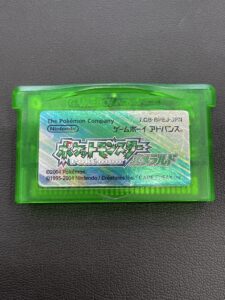 The Pokémon Company
AGB-BPEJ-JPN
Nintendo
ゲームボーイ アドバンス
ポケットモンスター
エメラルド
©2004 Pokémon.
©1995-2004 Nintendo / Creatures inc. / GAME FREAK inc.